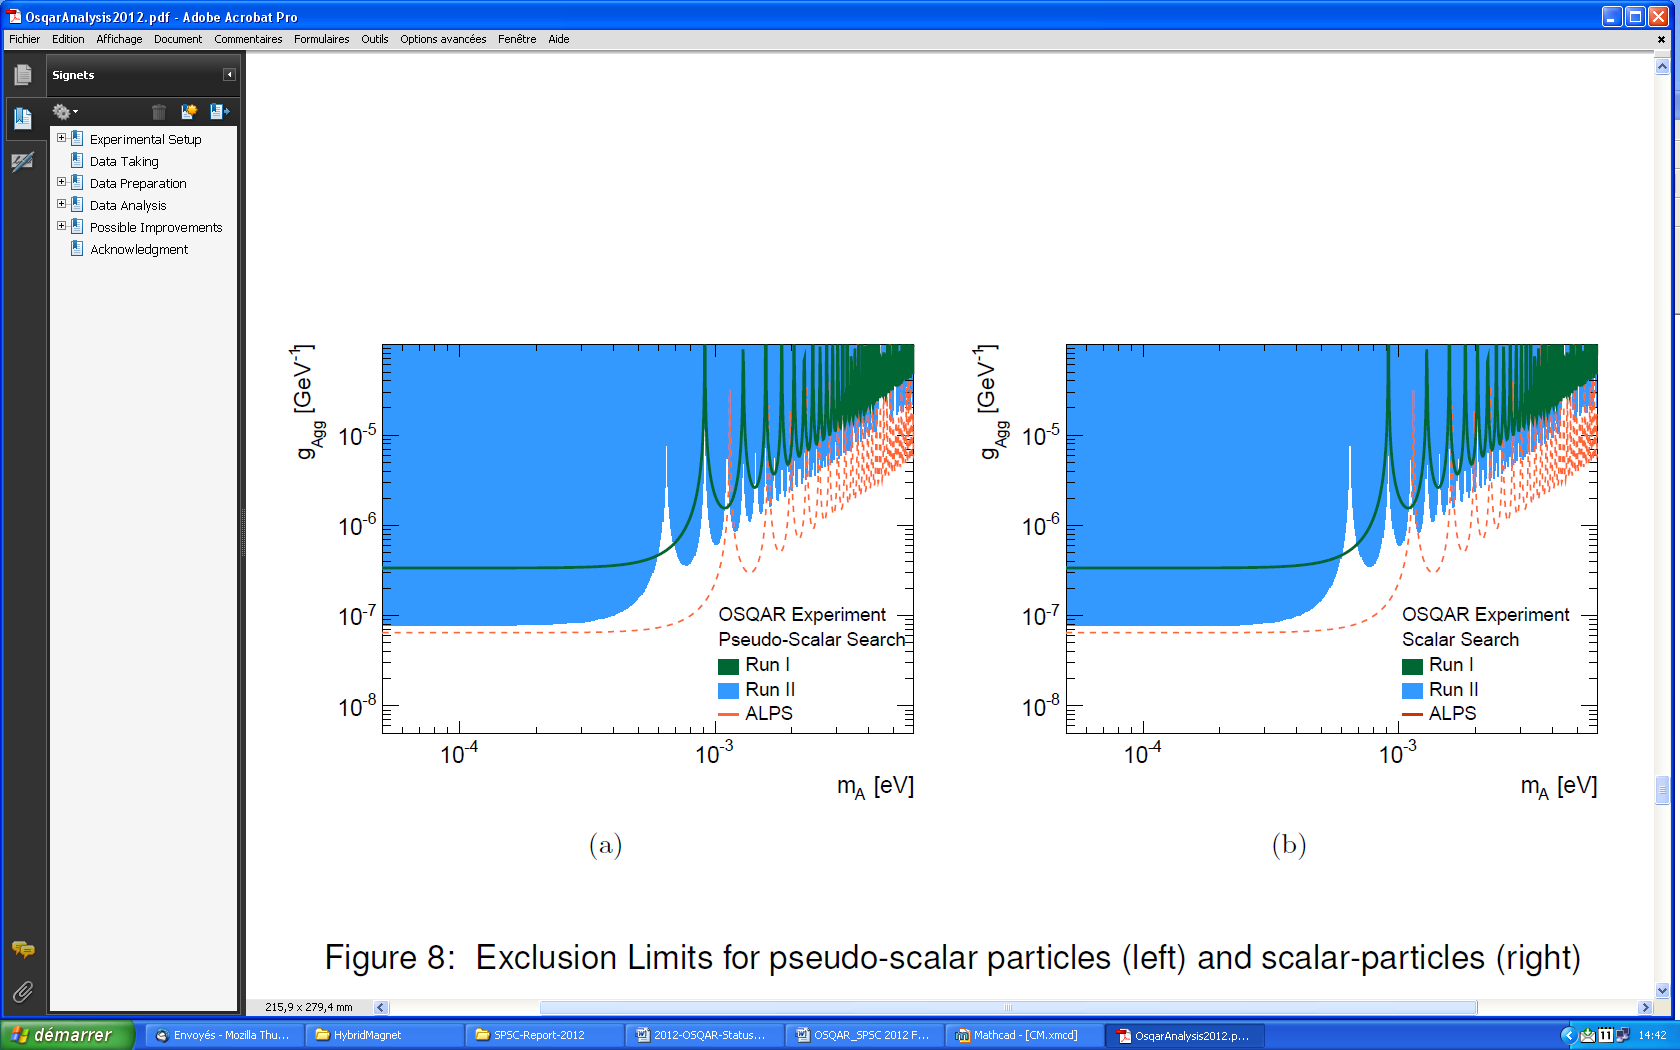 OsqarAnalysis2012.pdf - Adobe Acrobat Pro
Fichier Edition Affichage Document Commentaires Formulaires Outils Options avancées Fenêtre Aide
Signets
Experimental Setup
Data Taking
Data Preparation
Data Analysis
Possible Improvements
Acknowledgment
g_Agg [GeV^-1]
10^-5
10^-6
10^-7
10^-8
10^-4
10^-3
m_A [eV]
OSQAR Experiment
Pseudo-Scalar Search
Run I
Run II
ALPS
(a)
g_Agg [GeV^-1]
10^-5
10^-6
10^-7
10^-8
10^-4
10^-3
m_A [eV]
OSQAR Experiment
Scalar Search
Run I
Run II
ALPS
(b)
Figure 8: Exclusion Limits for pseudo-scalar particles (left) and scalar-particles (right)
215,9 x 279,4 mm
démarrer
Envoyés - Mozilla Thu...
HybridMagnet
SPSC-Report-2012
2012-OSQAR-Status...
OSQAR_SPSC 2012 F...
Mathcad - [CM.xmcd]
OsqarAnalysis2012.p...
11
14:42